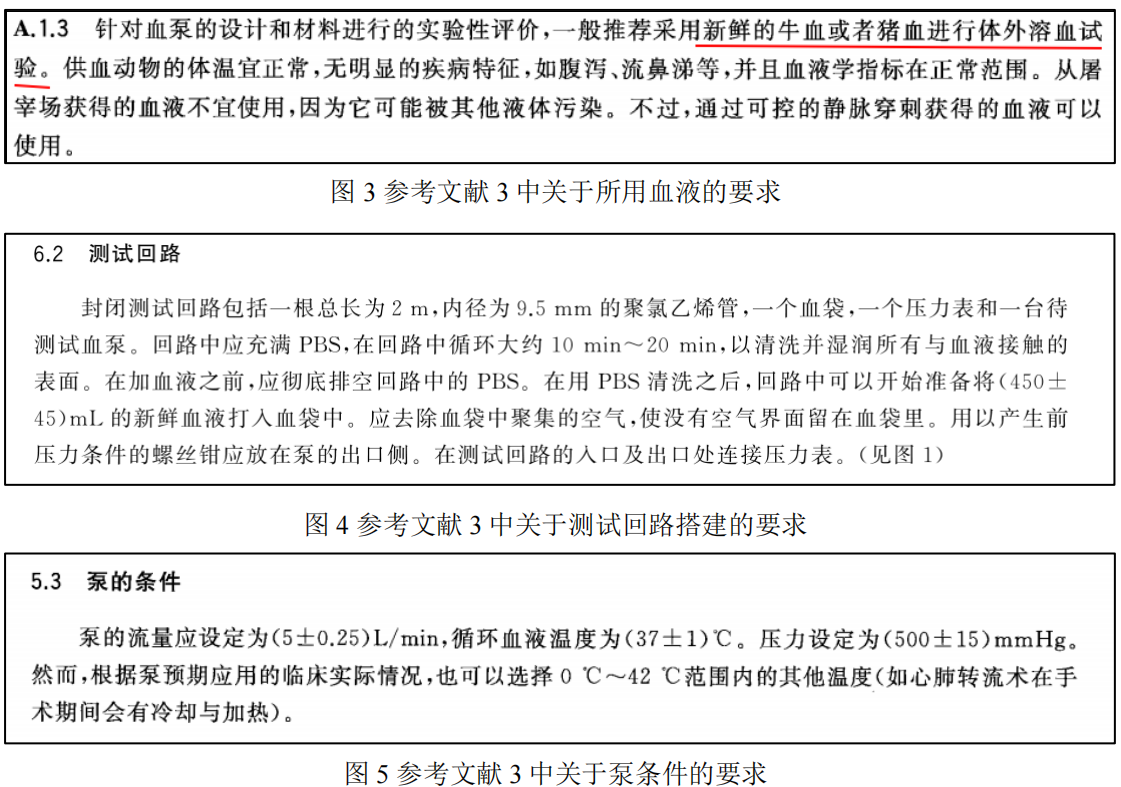 A.1.3 针对血泵的设计和材料进行的实验性评价,一般推荐采用新鲜的牛血或者猪血进行体外溶血试
验。供血动物的体温宜正常,无明显的疾病特征,如腹泻、流鼻涕等,并且血液学指标在正常范围。从屠
宰场获得的血液不宜使用,因为它可能被其他液体污染。不过,通过可控的静脉穿刺获得的血液可以
使用。
图 3 参考文献 3 中关于所用血液的要求
6.2 测试回路
封闭测试回路包括一根总长为 2 m,内径为 9.5 mm 的聚氯乙烯管,一个血袋,一个压力表和一台待
测试血泵。回路中应充满 PBS,在回路中循环大约 10 min～20 min,以清洗并湿润所有与血液接触的
表面。在加血液之前,应彻底排空回路中的 PBS。在用 PBS 清洗之后,回路中可以开始准备将(450±
45)mL 的新鲜血液打入血袋中。应去除血袋中聚集的空气,使没有空气界面留在血袋里。用以产生前
压力条件的螺丝钳应放在泵的出口侧。在测试回路的入口及出口处连接压力表。(见图 1)
图 4 参考文献 3 中关于测试回路搭建的要求
5.3 泵的条件
泵的流量应设定为(5±0.25)L/min,循环血液温度为(37±1)℃。压力设定为(500±15)mmHg。
然而,根据泵预期应用的临床实际情况,也可以选择 0 ℃～42 ℃范围内的其他温度(如心肺转流术在手
术期间会有冷却与加热)。
图 5 参考文献 3 中关于泵条件的要求